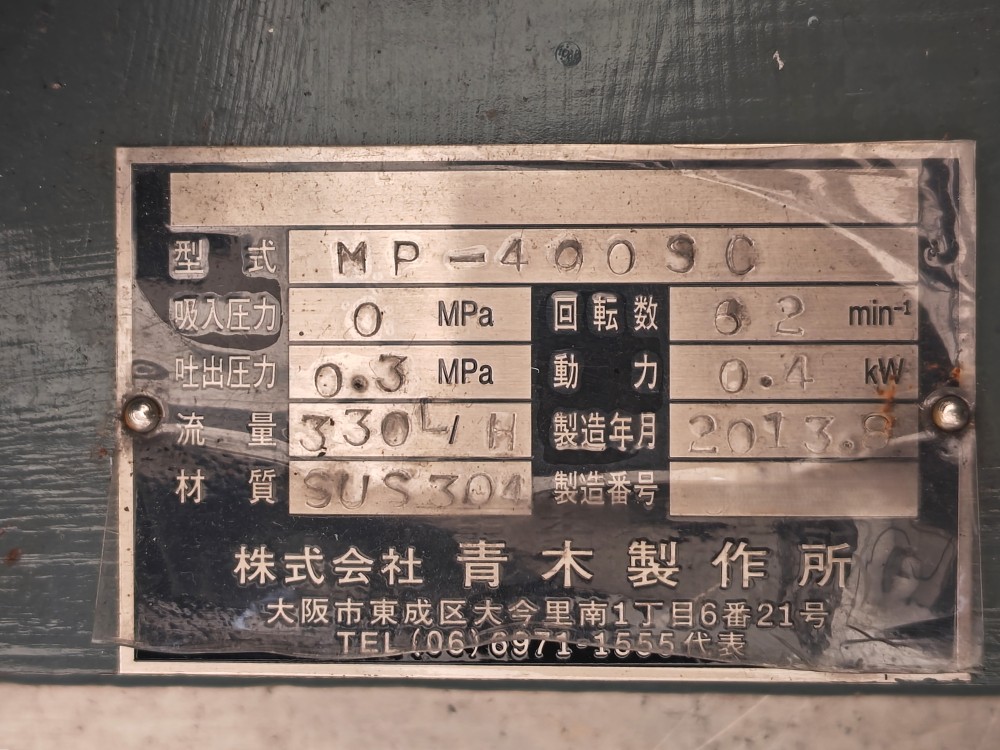 型式 MP-400SC
吸入圧力 0 MPa 回転数 62 min-1
吐出圧力 0.3 MPa 動力 0.4 kW
流量 330L/H 製造年月 2013.9
材質 SUS304 製造番号
株式会社 青木製作所
大阪市東成区大今里南1丁目6番21号
TEL(06)6971-1555代表